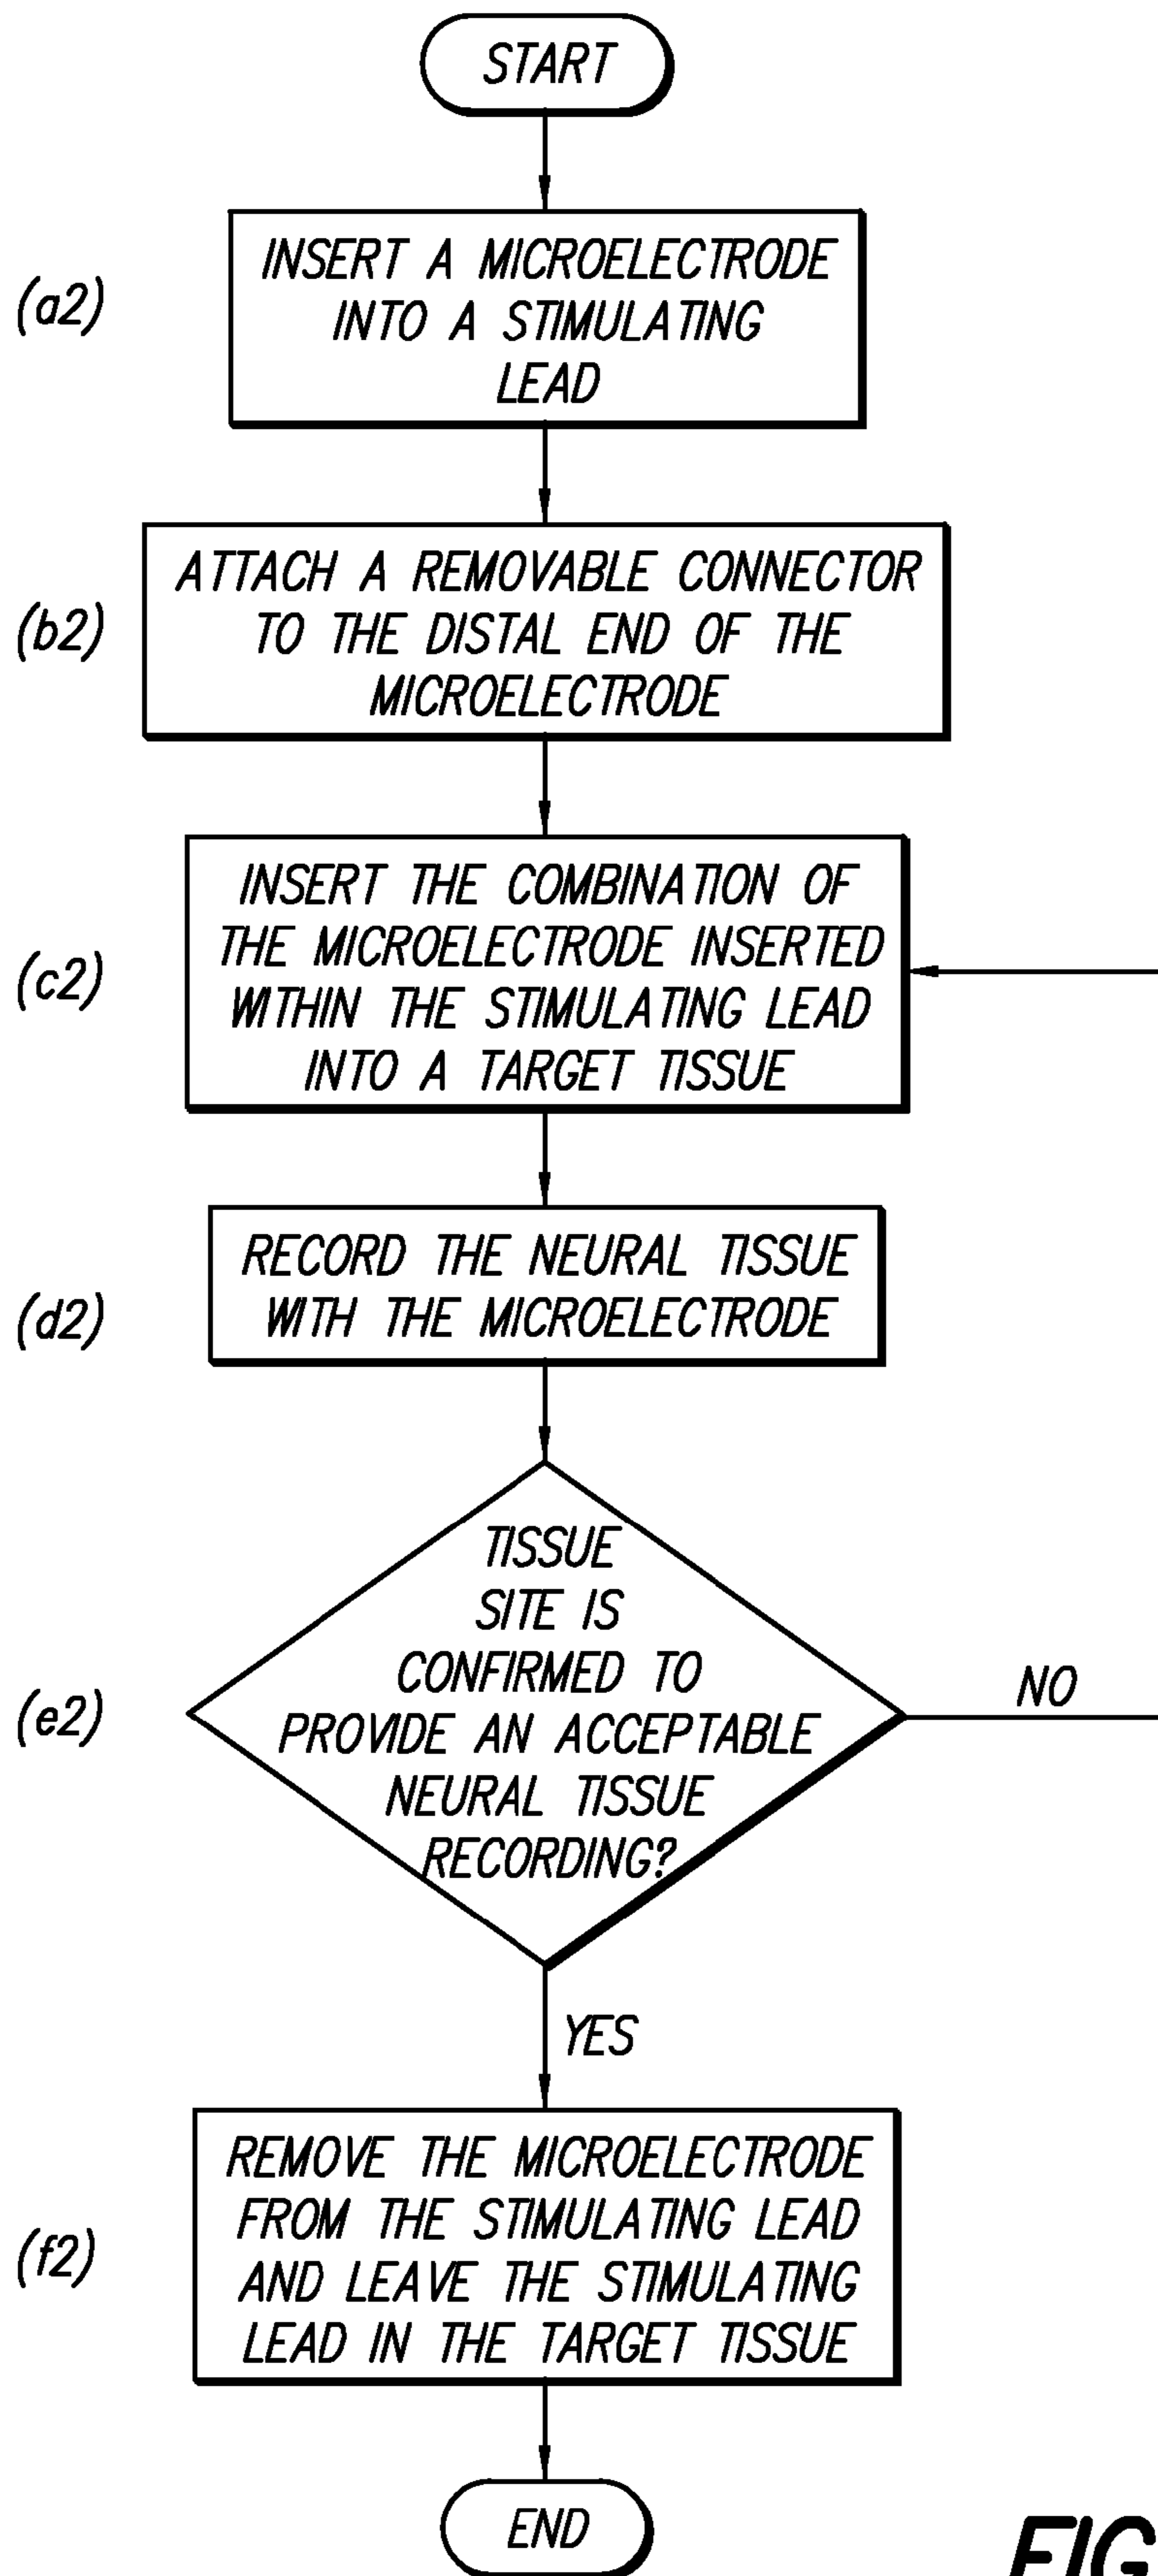 START
(a2)
INSERT A MICROELECTRODE
INTO A STIMULATING
LEAD
(b2)
ATTACH A REMOVABLE CONNECTOR
TO THE DISTAL END OF THE
MICROELECTRODE
(c2)
INSERT THE COMBINATION OF
THE MICROELECTRODE INSERTED
WITHIN THE STIMULATING LEAD
INTO A TARGET TISSUE
(d2)
RECORD THE NEURAL TISSUE
WITH THE MICROELECTRODE
(e2)
TISSUE
SITE IS
CONFIRMED TO
PROVIDE AN ACCEPTABLE
NEURAL TISSUE
RECORDING?
NO
YES
(f2)
REMOVE THE MICROELECTRODE
FROM THE STIMULATING LEAD
AND LEAVE THE STIMULATING
LEAD IN THE TARGET TISSUE
END
FIG